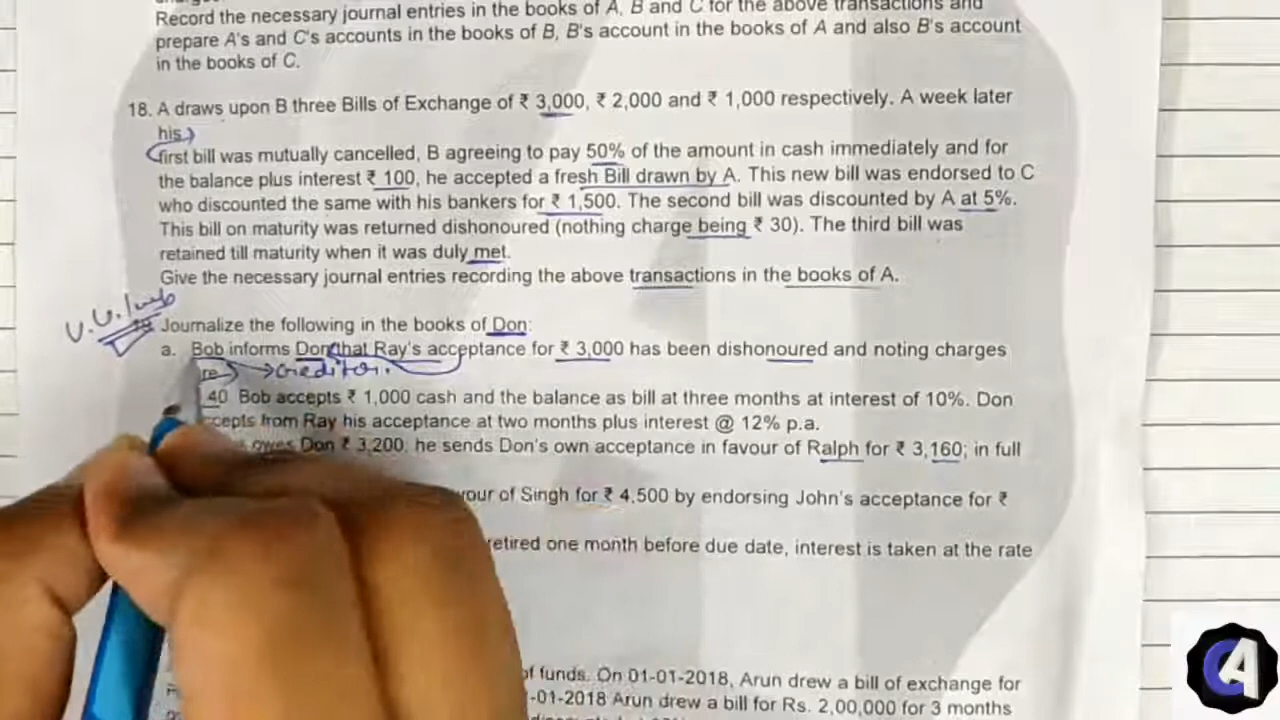 Record the necessary journal entries in the books of A, B and C for the above transactions and
prepare A's and C's accounts in the books of B, B's account in the books of A and also B's account
in the books of C.
18. A draws upon B three Bills of Exchange of ₹ 3,000, ₹ 2,000 and ₹ 1,000 respectively. A week later
his
first bill was mutually cancelled, B agreeing to pay 50% of the amount in cash immediately and for
the balance plus interest ₹ 100, he accepted a fresh Bill drawn by A. This new bill was endorsed to C
who discounted the same with his bankers for ₹ 1,500. The second bill was discounted by A at 5%.
This bill on maturity was returned dishonoured (nothing charge being ₹ 30). The third bill was
retained till maturity when it was duly met.
Give the necessary journal entries recording the above transactions in the books of A.
V.V.Imp
Journalize the following in the books of Don:
a. Bob informs Don that Ray's acceptance for ₹ 3,000 has been dishonoured and noting charges
→creditor.
40 Bob accepts ₹ 1,000 cash and the balance as bill at three months at interest of 10%. Don
from Ray his acceptance at two months plus interest @ 12% p.a.
owes Don ₹ 3,200; he sends Don's own acceptance in favour of Ralph for ₹ 3,160; in full
of Singh for ₹ 4,500 by endorsing John's acceptance for ₹
retired one month before due date, interest is taken at the rate
of funds. On 01-01-2018, Arun drew a bill of exchange for
-01-2018 Arun drew a bill for Rs. 2,00,000 for 3 months
CA